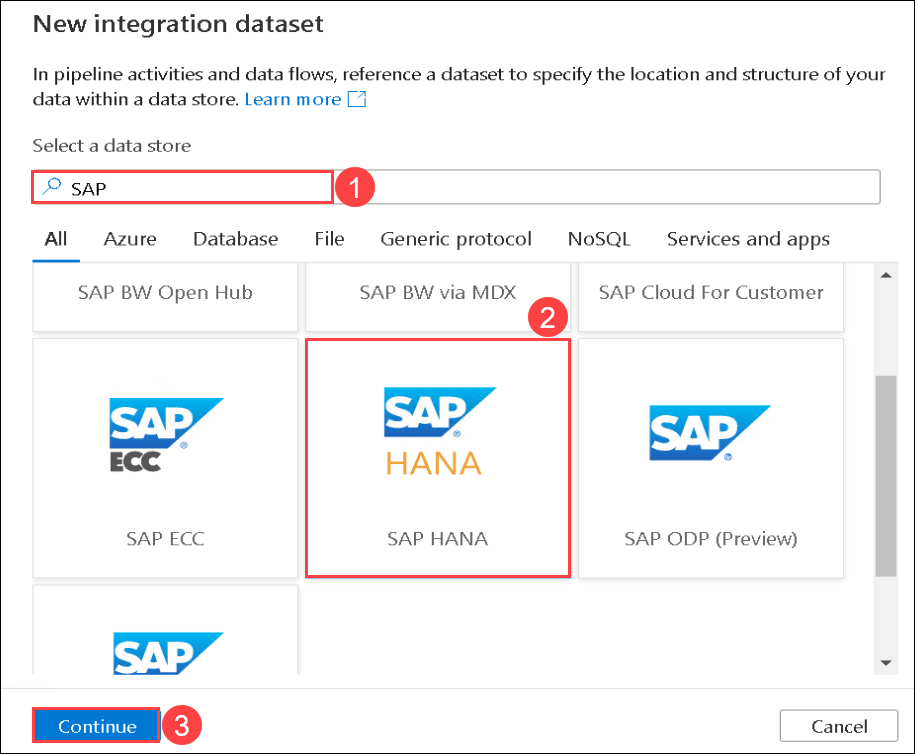 New integration dataset
In pipeline activities and data flows, reference a dataset to specify the location and structure of your
data within a data store. Learn more
Select a data store
SAP
1
All Azure Database File Generic protocol NoSQL Services and apps
SAP BW Open Hub SAP BW via MDX SAP Cloud For Customer
2
SAP ® ECC
SAP ECC
SAP ® HANA
SAP HANA
SAP ®
SAP ODP (Preview)
SAP
Continue 3 Cancel